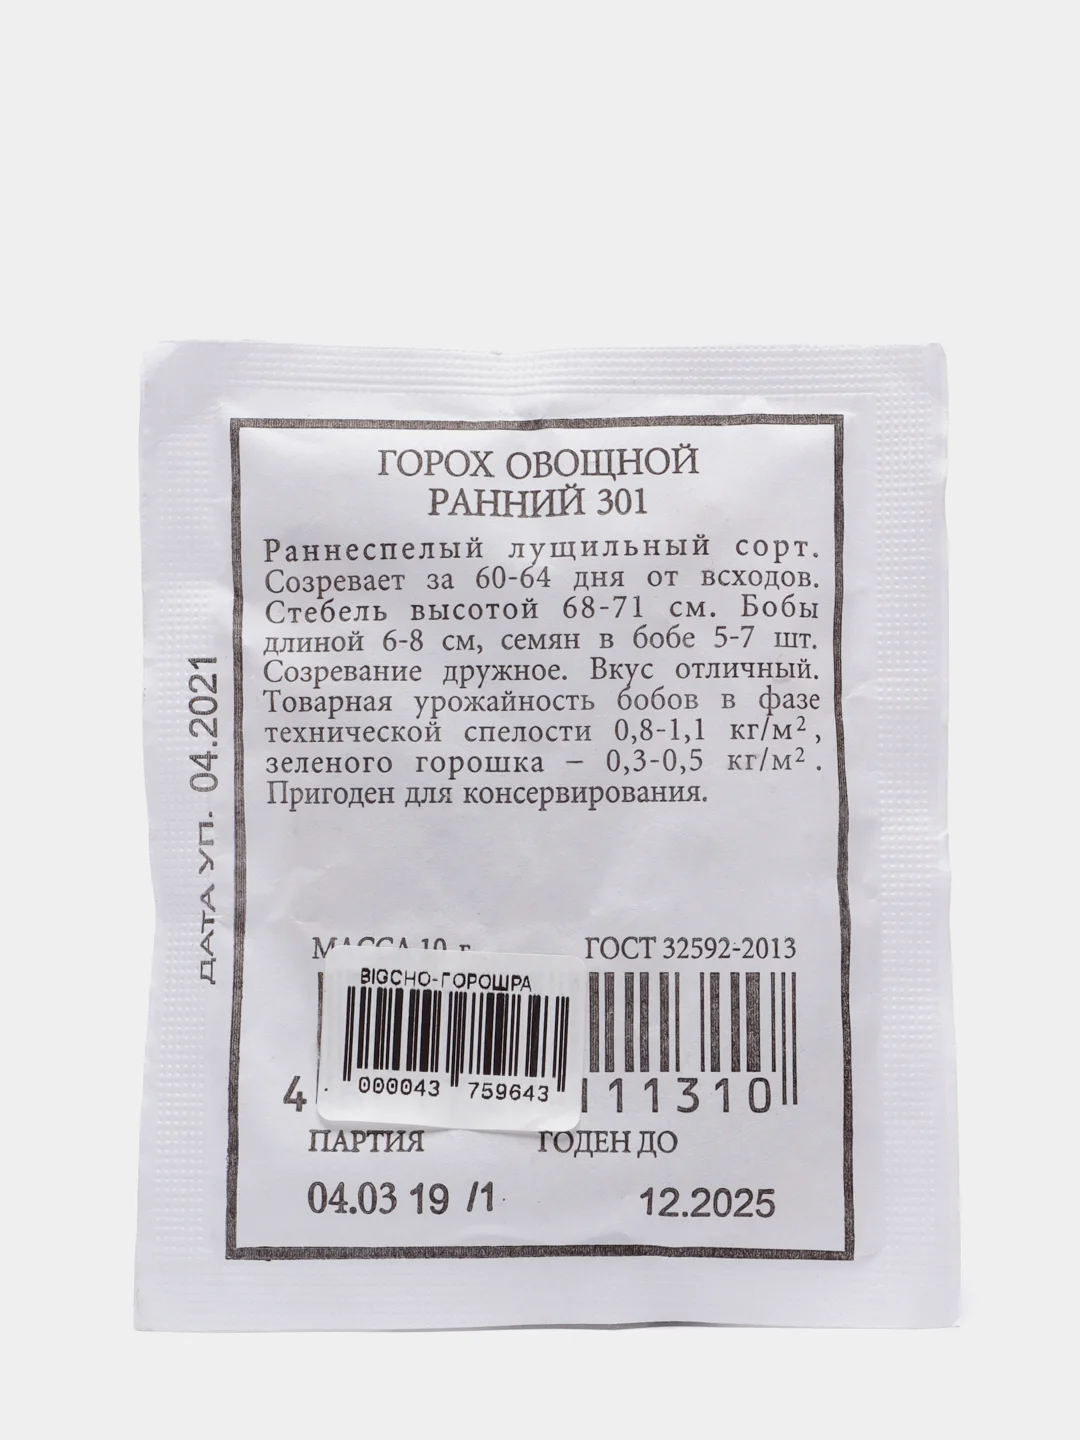 ГОРОХ ОВОЩНОЙ
РАННИЙ 301
Раннеспелый лущильный сорт.
Созревает за 60-64 дня от всходов.
Стебель высотой 68-71 см. Бобы
длиной 6-8 см, семян в бобе 5-7 шт.
Созревание дружное. Вкус отличный.
Товарная урожайность бобов в фазе
технической спелости 0,8-1,1 кг/м²,
зеленого горошка – 0,3-0,5 кг/м².
Пригоден для консервирования.
ДАТА УП. 04.2021
МАССА 10 г ГОСТ 32592-2013
BIGCHO-ГОРОШРА
000043 759643
4 11310
ПАРТИЯ ГОДЕН ДО
04.03 19 /1 12.2025